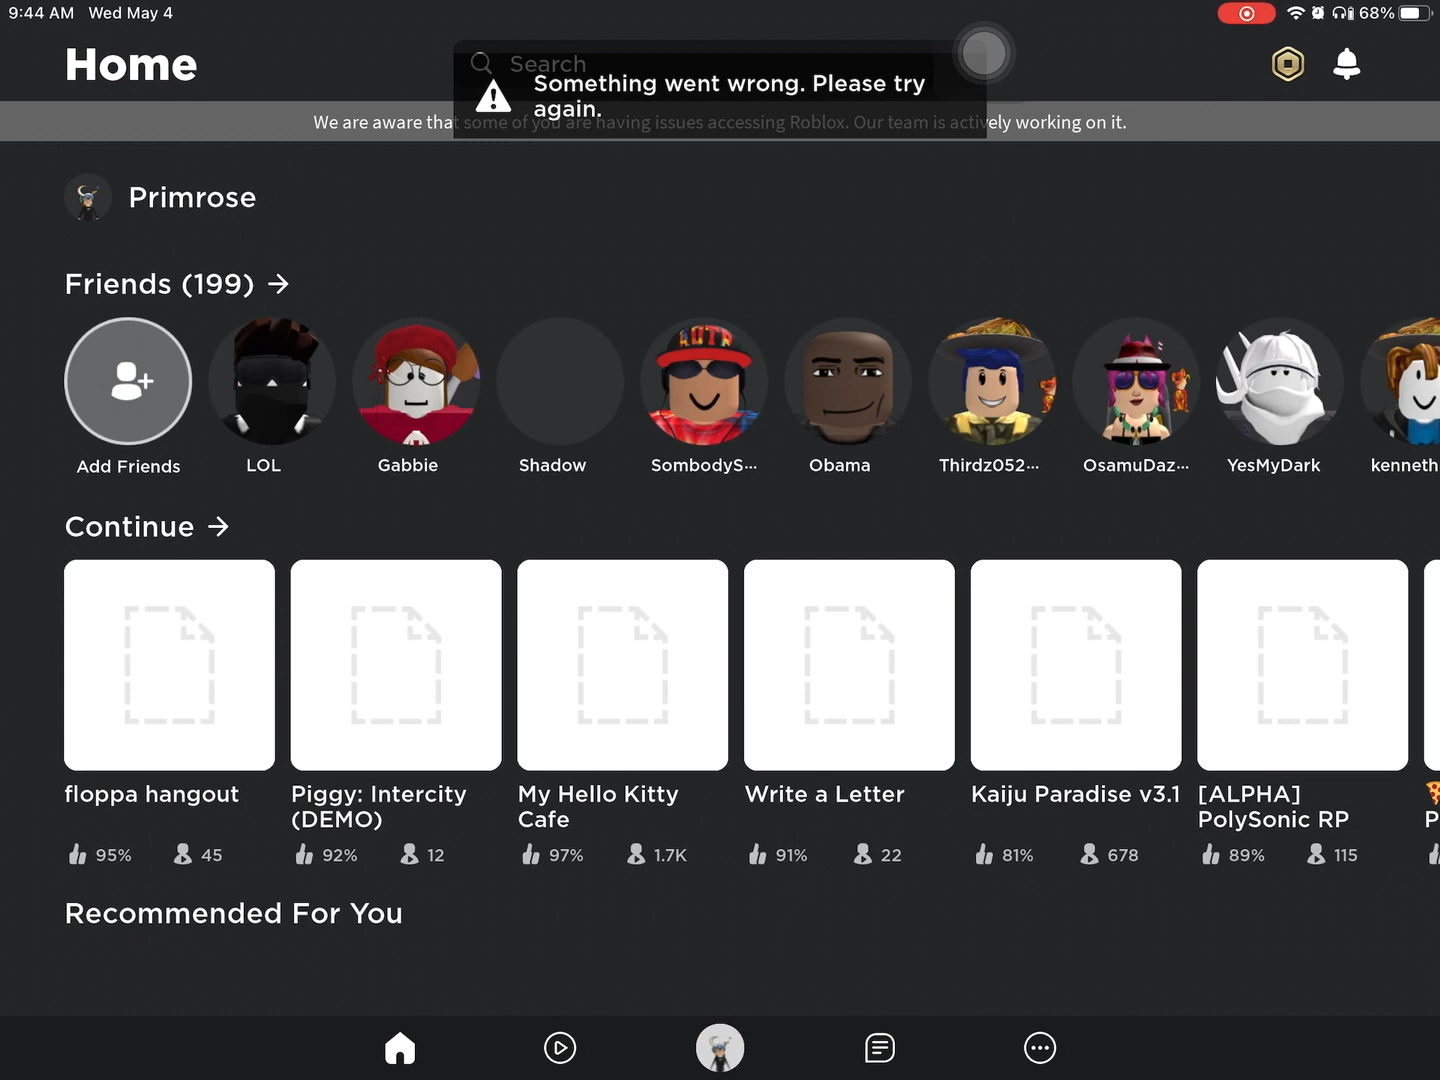 9:44 AM Wed May 4
68%
Home
Search
Something went wrong. Please try
again.
We are aware that some of you are having issues accessing Roblox. Our team is actively working on it.
Primrose
Friends (199)
Add Friends
LOL
Gabbie
Shadow
SombodyS...
Obama
Thirdz052...
OsamuDaz...
YesMyDark
kenneth
Continue
floppa hangout
95% 45
Piggy: Intercity
(DEMO)
92% 12
My Hello Kitty
Cafe
97% 1.7K
Write a Letter
91% 22
Kaiju Paradise v3.1
81% 678
[ALPHA]
PolySonic RP
89% 115
🍕
P
Recommended For You